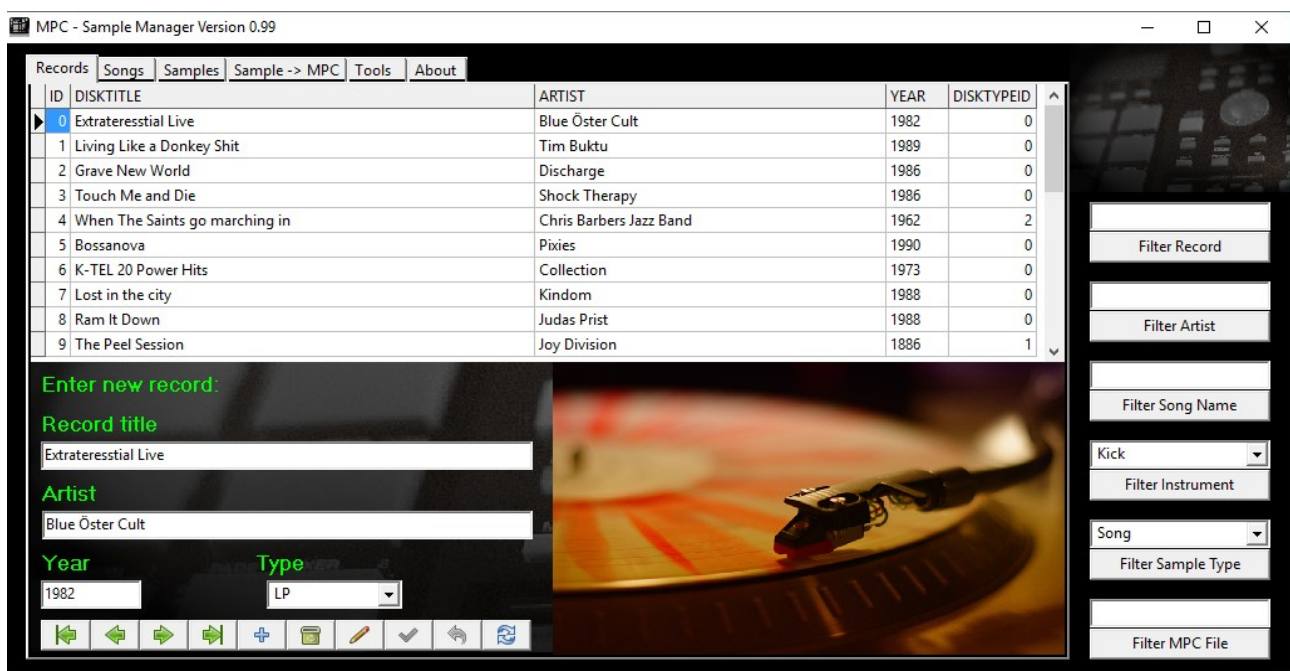 MPC - Sample Manager Version 0.99
Records Songs Samples Sample -> MPC Tools About
ID DISKTITLE ARTIST YEAR DISKTYPEID
0 Extrateresstial Live Blue Öster Cult 1982 0
1 Living Like a Donkey Shit Tim Buktu 1989 0
2 Grave New World Discharge 1986 0
3 Touch Me and Die Shock Therapy 1986 0
4 When The Saints go marching in Chris Barbers Jazz Band 1962 2
5 Bossanova Pixies 1990 0
6 K-TEL 20 Power Hits Collection 1973 0
7 Lost in the city Kindom 1988 0
8 Ram It Down Judas Prist 1988 0
9 The Peel Session Joy Division 1886 1
Enter new record:
Record title
Extrateresstial Live
Artist
Blue Öster Cult
Year Type
1982 LP
Filter Record
Filter Artist
Filter Song Name
Kick
Filter Instrument
Song
Filter Sample Type
Filter MPC File